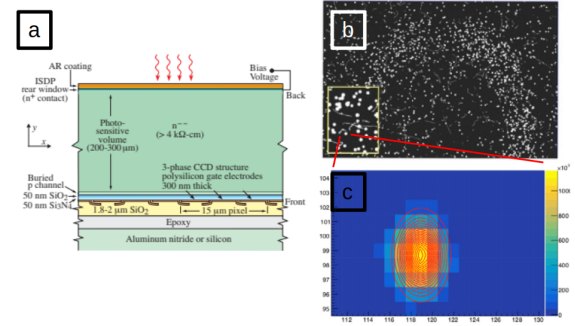 a
AR coating
ISDP
rear window
(n⁺ contact)
Bias
Voltage
Back
Photo-
sensitive
volume
(200-300μm)
n⁻⁻
(> 4 kΩ-cm)
y
x
3-phase CCD structure
polysilicon gate electrodes
300 nm thick
Buried
p channel
50 nm SiO₂
50 nm Si₃N₄
Front
1.8-2 μm SiO₂
15 μm pixel
Epoxy
Aluminum nitride or silicon
b
c
104
103
102
101
100
99
98
97
96
95
112
114
116
118
120
122
124
126
128
130
1000
800
600
400
200
0